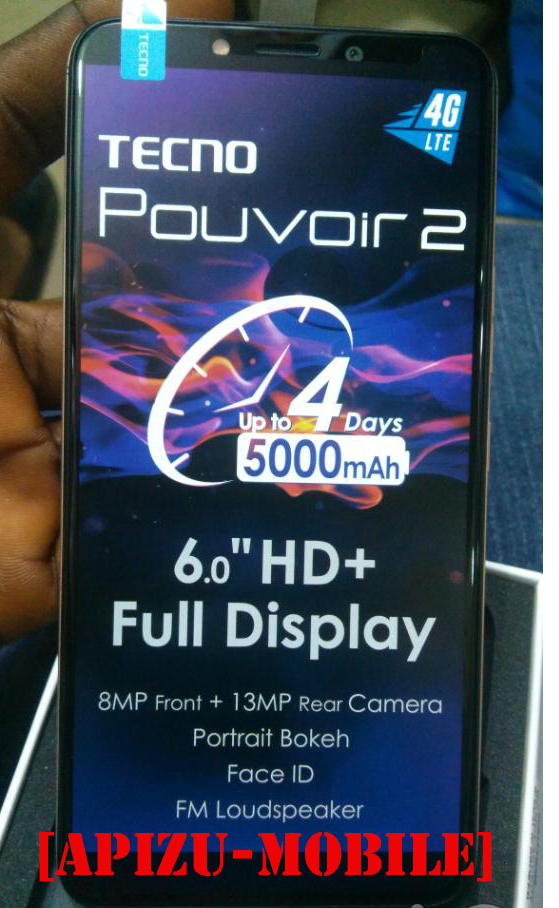 TECNO
4G
LTE
TECNO
Pouvoir 2
Up to 4 Days
5000mAh
6.0" HD+
Full Display
8MP Front + 13MP Rear Camera
Portrait Bokeh
Face ID
FM Loudspeaker
[APIZU-MOBILE]